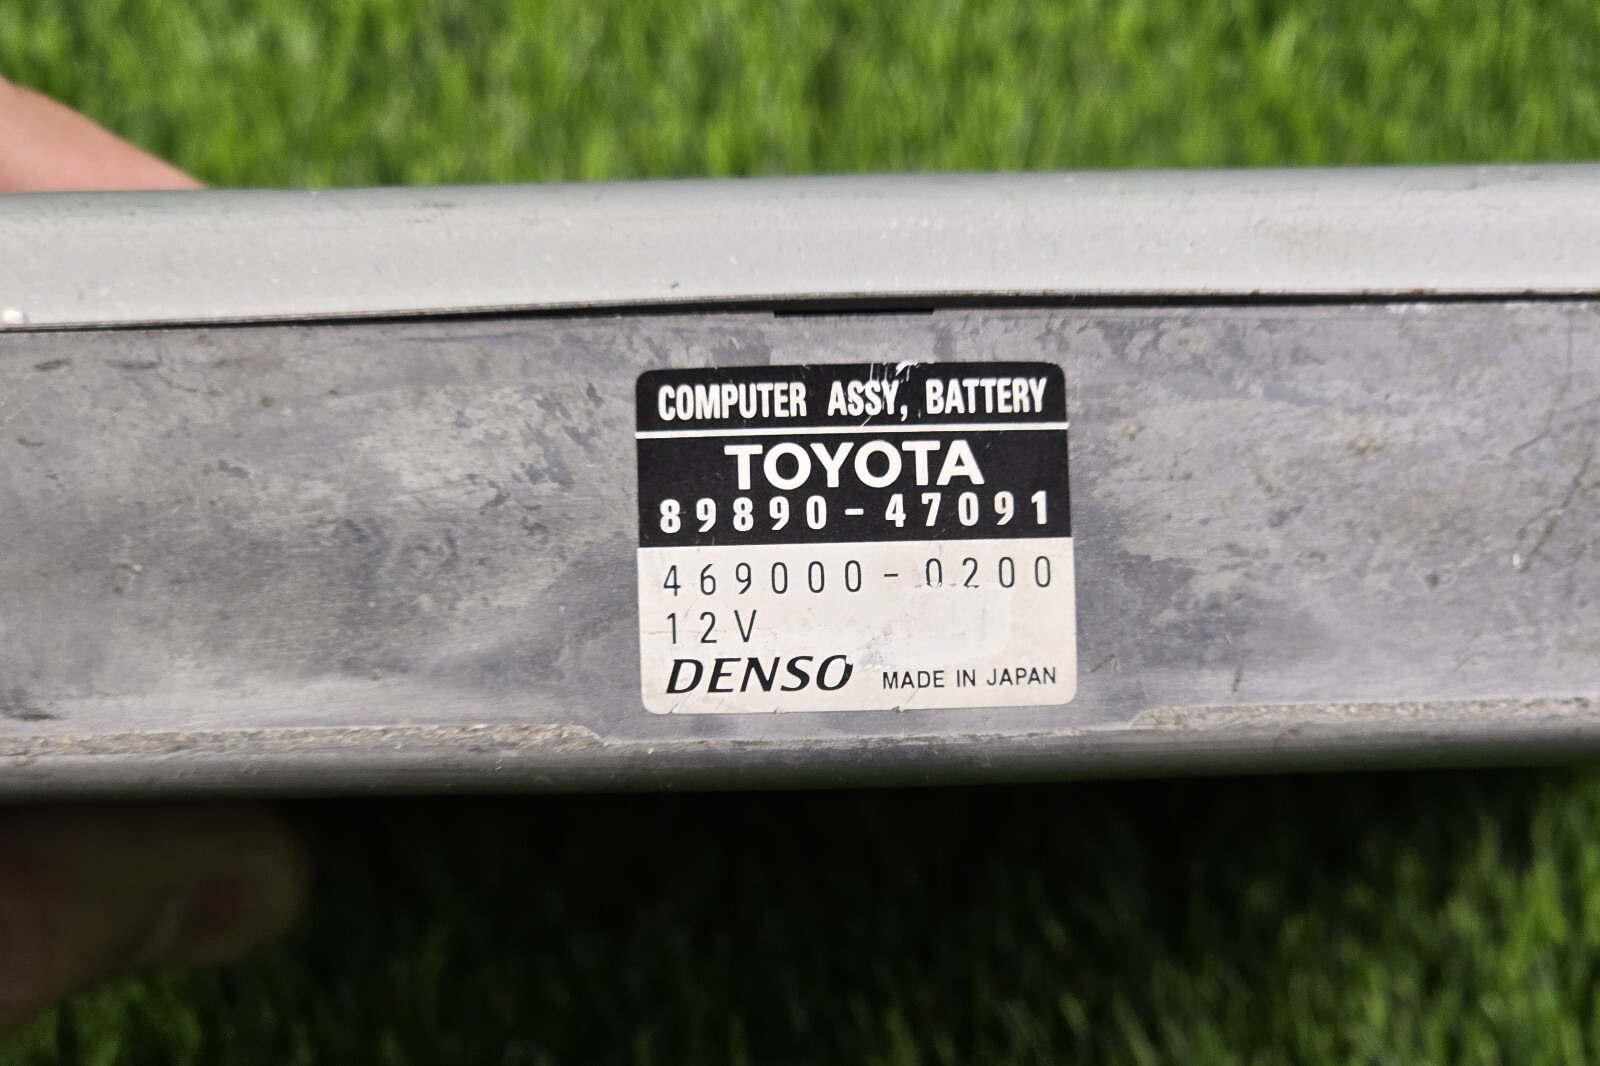 COMPUTER ASSY, BATTERY
TOYOTA
89890-47091
469000-0200
12V
DENSO MADE IN JAPAN